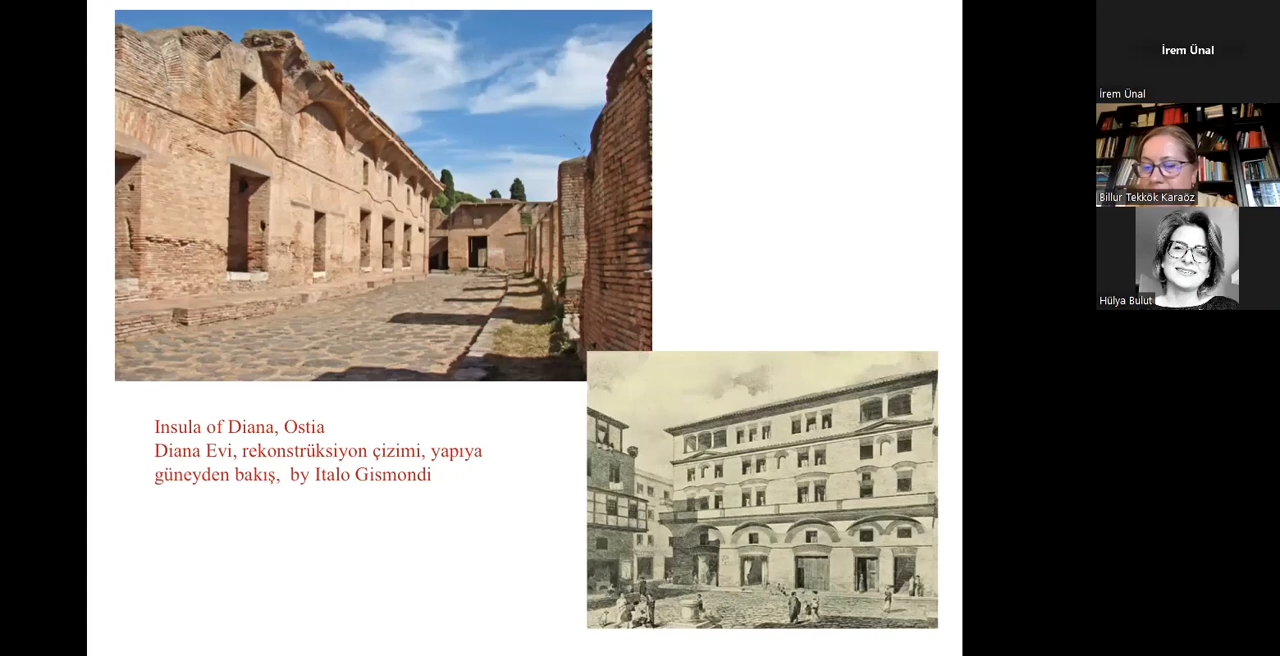 Insula of Diana, Ostia
Diana Evi, rekonstrüksiyon çizimi, yapıya
güneyden bakış, by Italo Gismondi
İrem Ünal
İrem Ünal
Billur Tekkök Karaöz
Hülya Bulut